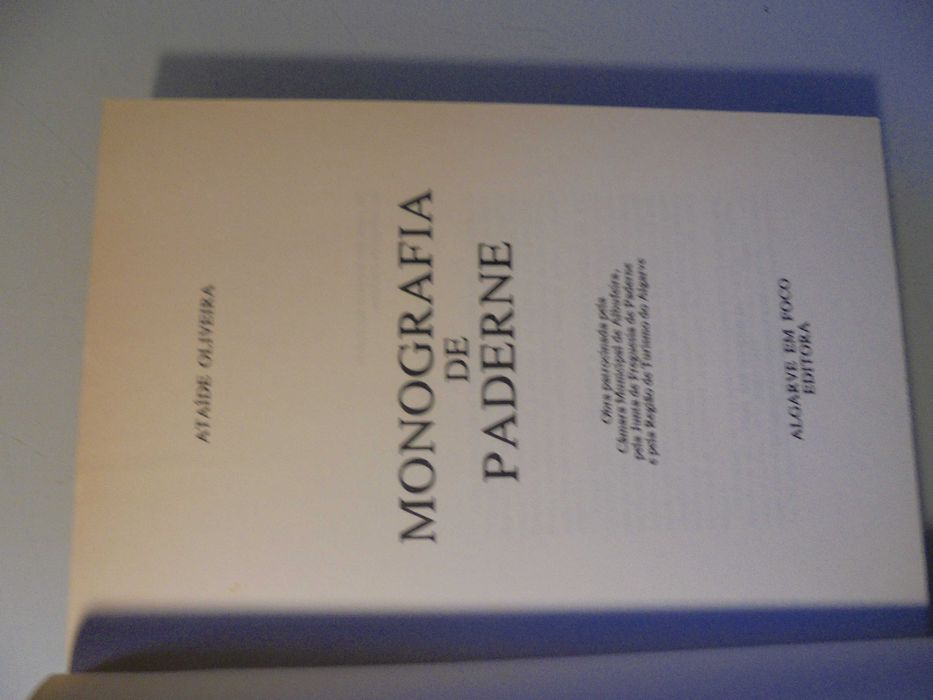 ATAÍDE OLIVEIRA
MONOGRAFIA
DE
PADERNE
Obra patrocinada pela
Câmara Municipal de Albufeira,
pela Junta de Freguesia de Paderne
e pela Região de Turismo do Algarve
ALGARVE EM FOCO
EDITORA